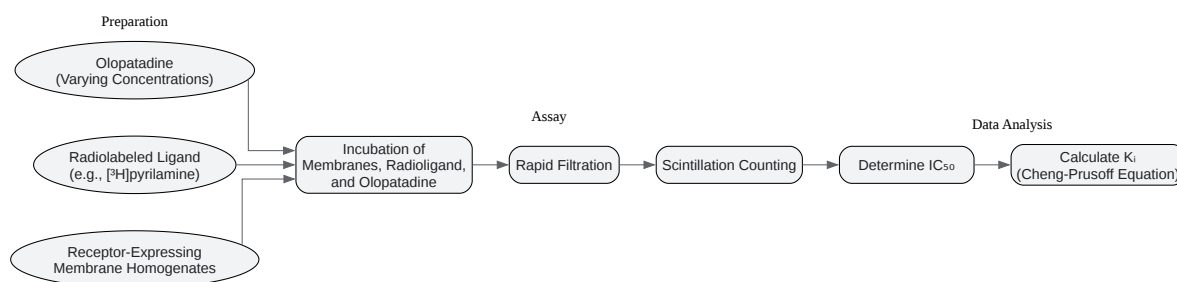 Preparation
Olopatadine
(Varying Concentrations)
Radiolabeled Ligand
(e.g., [³H]pyrilamine)
Receptor-Expressing
Membrane Homogenates
Assay
Incubation of
Membranes, Radioligand,
and Olopatadine
Rapid Filtration
Scintillation Counting
Data Analysis
Determine IC₅₀
Calculate Kᵢ
(Cheng-Prusoff Equation)